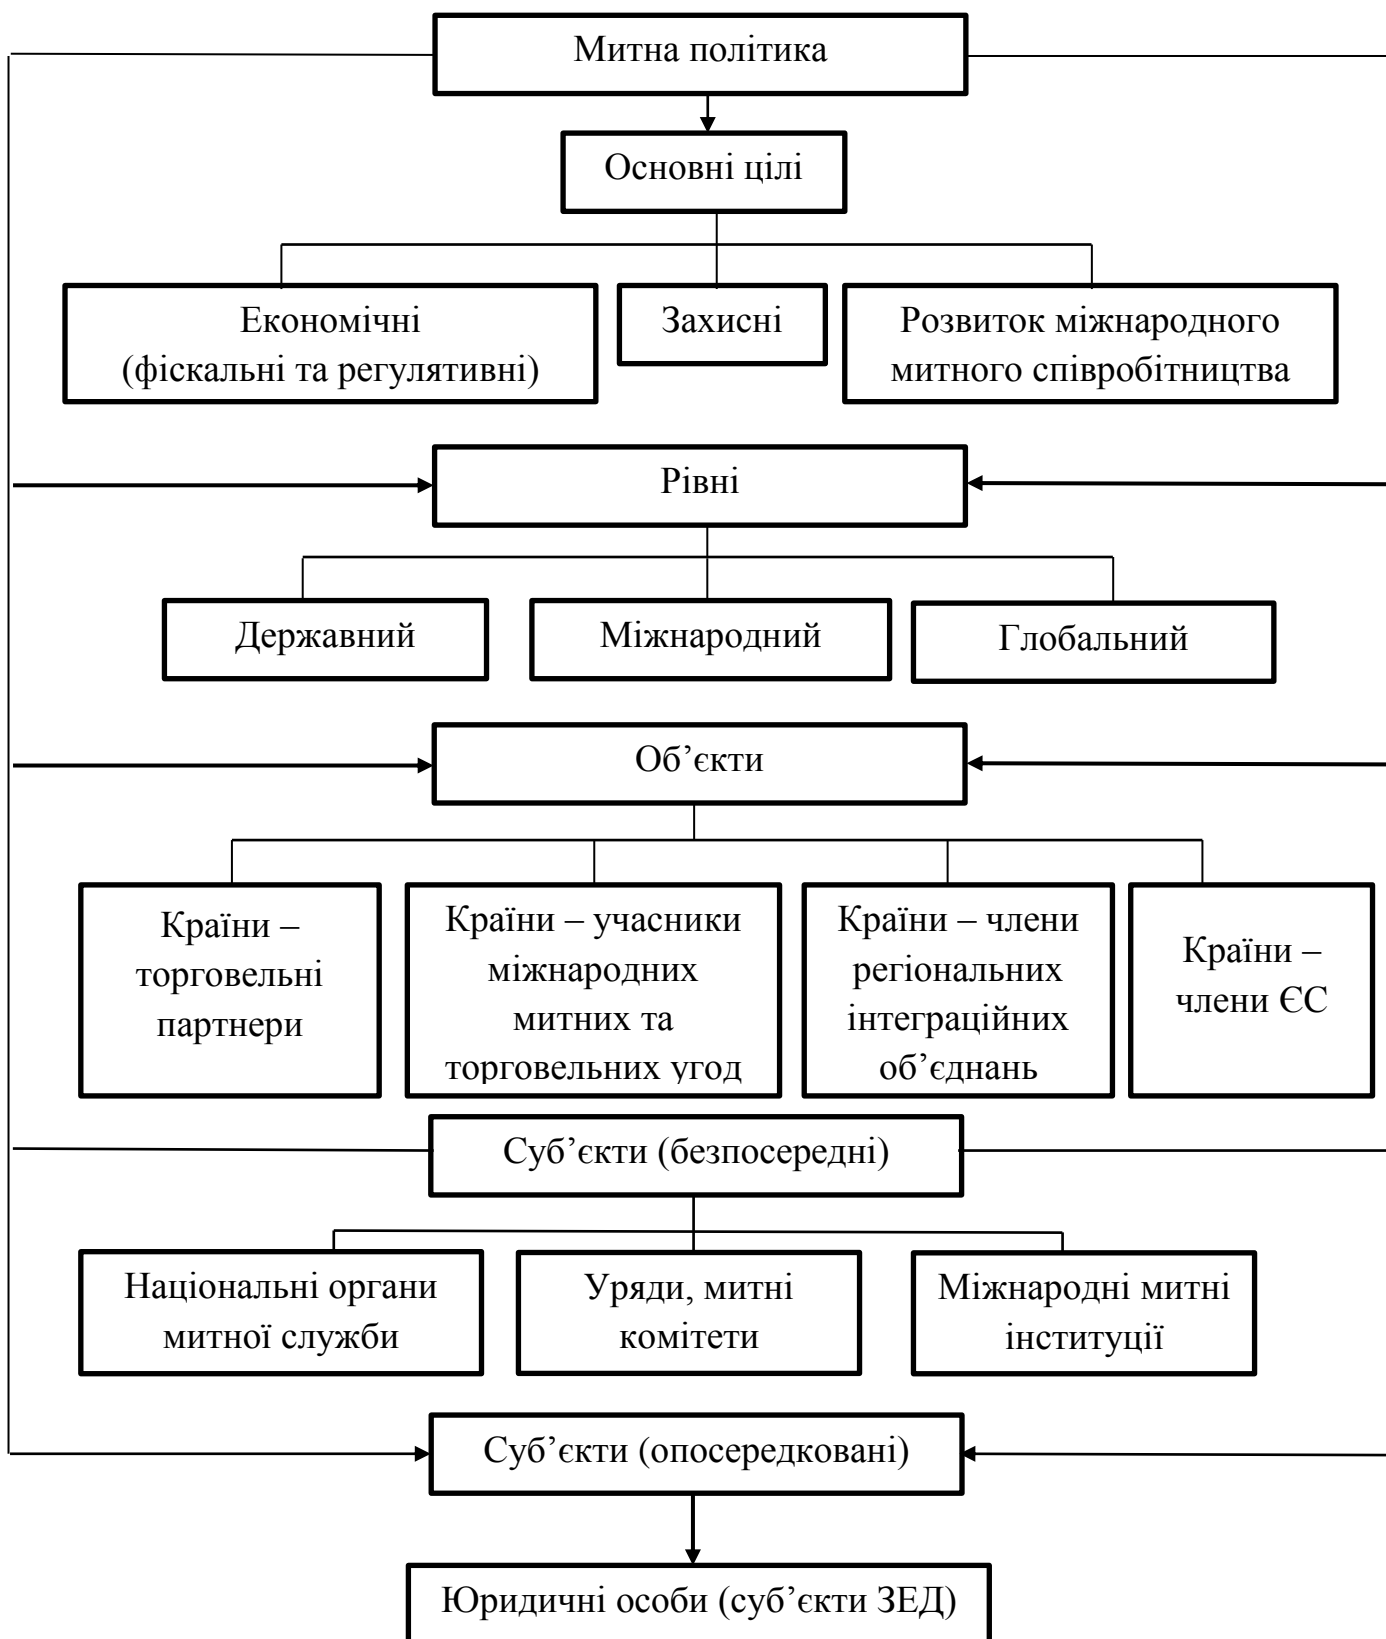 Митна політика
Основні цілі
Економічні
(фіскальні та регулятивні)
Захисні
Розвиток міжнародного
митного співробітництва
Рівні
Державний
Міжнародний
Глобальний
Об’єкти
Країни –
торговельні
партнери
Країни – учасники
міжнародних
митних та
торговельних угод
Країни – члени
регіональних
інтеграційних
об’єднань
Країни –
члени ЄС
Суб’єкти (безпосередні)
Національні органи
митної служби
Уряди, митні
комітети
Міжнародні митні
інституції
Суб’єкти (опосередковані)
Юридичні особи (суб’єкти ЗЕД)